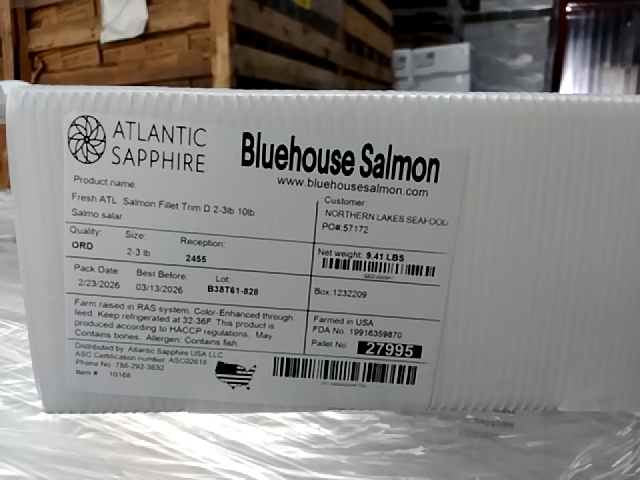 ATLANTIC
SAPPHIRE
Bluehouse Salmon
www.bluehousesalmon.com
Product name:
Fresh ATL Salmon Fillet Trim D 2-3lb 10lb
Salmo salar
Customer:
NORTHERN LAKES SEAFOOD
PO#:57172
Quality:
Size:
Reception:
ORD
2-3 lb
2455
Net weight: 9.41 LBS
Pack Date:
Best Before:
Lot:
2/23/2026
03/13/2026
B38T61-828
Box:1232209
Farm raised in RAS system. Color-Enhanced through
feed. Keep refrigerated at 32-36F. This product is
produced according to HACCP regulations. May
Contains bones. Allergen: Contains fish.
Farmed in USA
FDA No. 19916359870
Pallet No. 27995
Distributed by: Atlantic Sapphire USA LLC
ASC Certification number: ASC02618
Phone No. 786-292-3632
Item # 10168